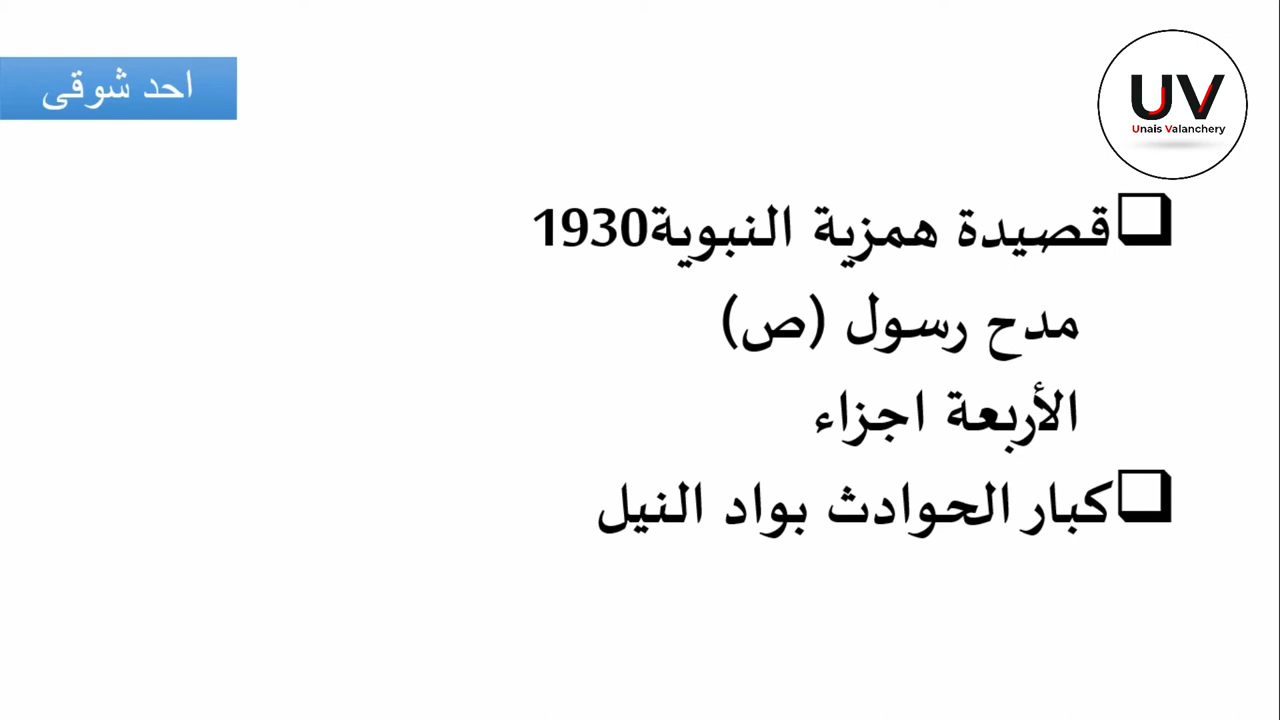 احد شوقى
UV
Unais Valanchery
قصيدة همزية النبوية1930
مدح رسول (ص)
الأربعة اجزاء
كبار الحوادث بواد النيل